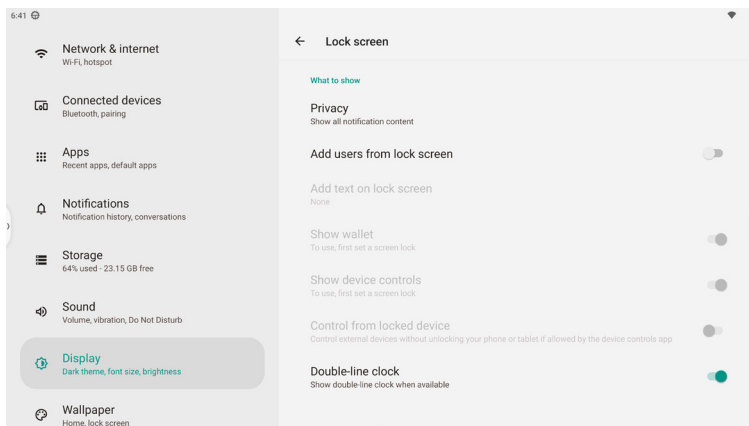 6:41
Network & internet
Wi-Fi, hotspot
Connected devices
Bluetooth, pairing
Apps
Recent apps, default apps
Notifications
Notification history, conversations
Storage
64% used - 23.15 GB free
Sound
Volume, vibration, Do Not Disturb
Display
Dark theme, font size, brightness
Wallpaper
Home, lock screen
Lock screen
What to show
Privacy
Show all notification content
Add users from lock screen
Add text on lock screen
None
Show wallet
To use, first set a screen lock
Show device controls
To use, first set a screen lock
Control from locked device
Control external devices without unlocking your phone or tablet if allowed by the device controls app
Double-line clock
Show double-line clock when available